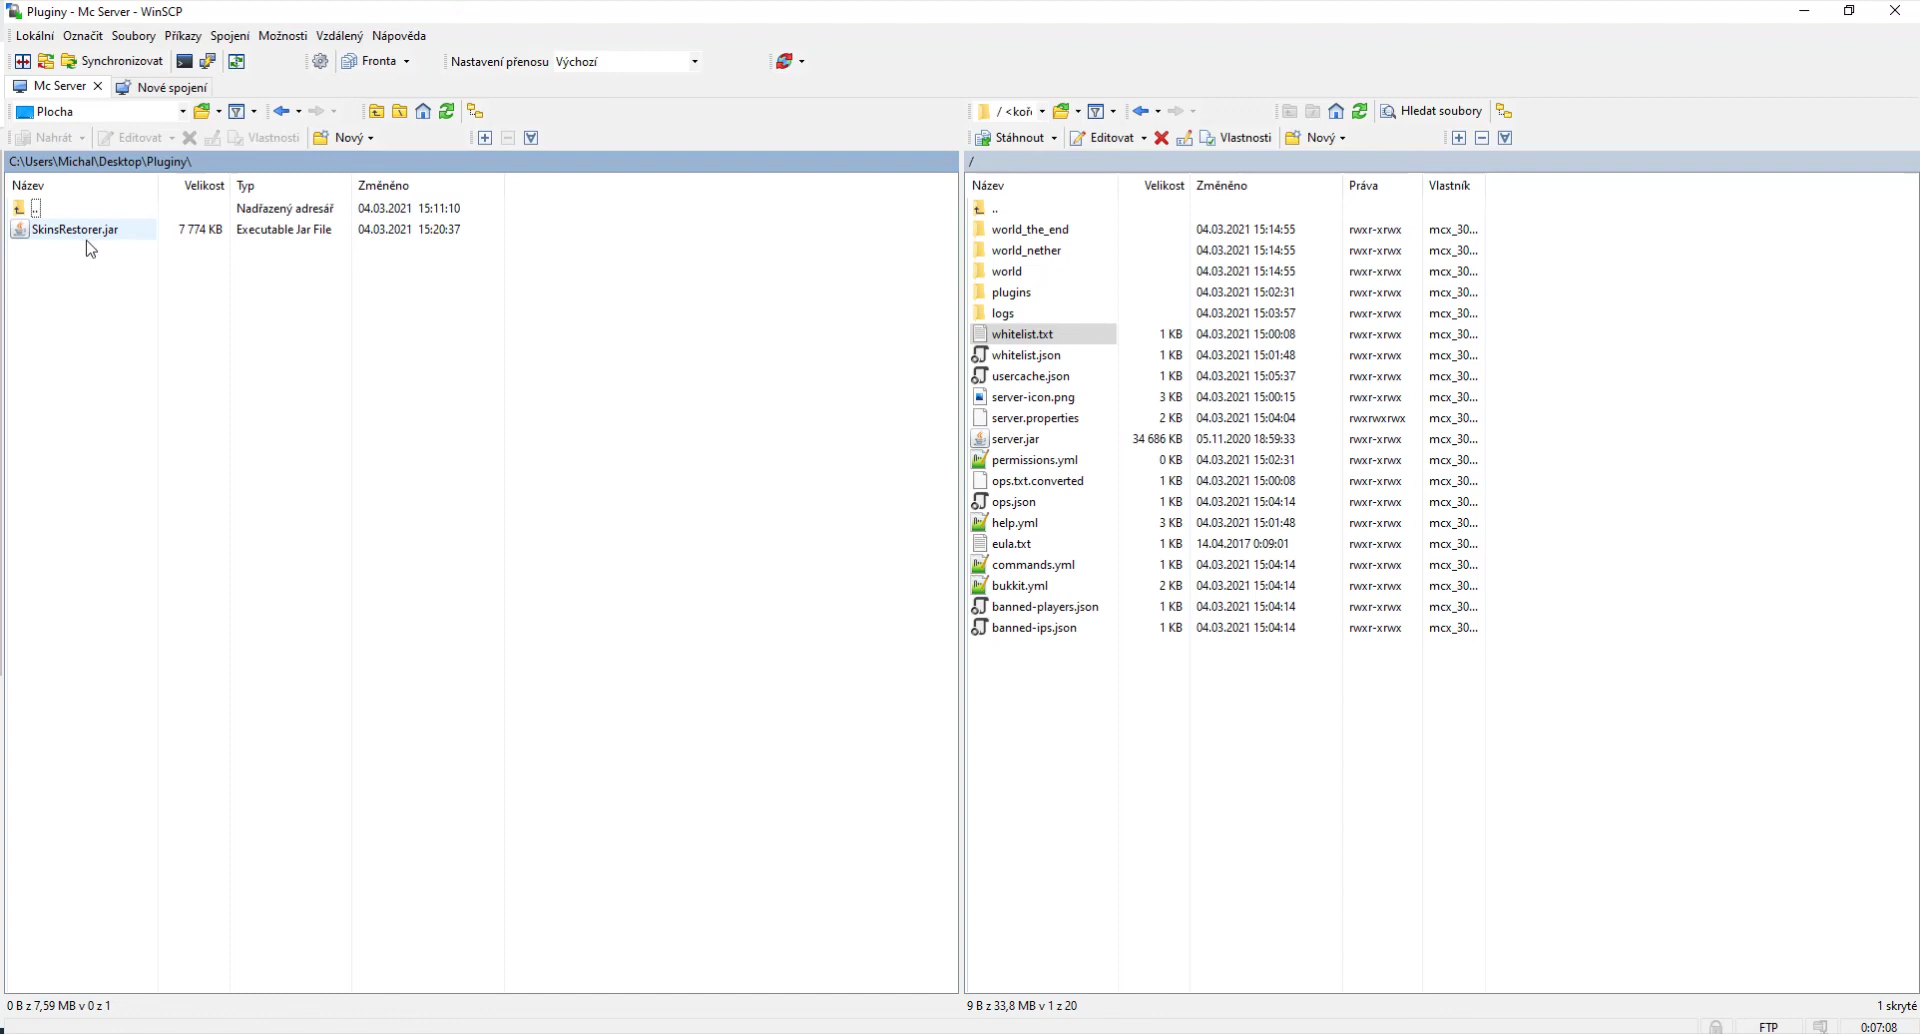 Pluginy - Mc Server - WinSCP
Lokální Označit Soubory Příkazy Spojení Možnosti Vzdálený Nápověda
Synchronizovat Fronta Nastavení přenosu Výchozí
Mc Server Nové spojení
Plocha
Nahrát Editovat Vlastnosti Nový
C:\Users\Michal\Desktop\Pluginy\
Název Velikost Typ Změněno
.. Nadřazený adresář 04.03.2021 15:11:10
SkinsRestorer.jar 7 774 KB Executable Jar File 04.03.2021 15:20:37
0 B z 7,59 MB v 0 z 1
/ <koř Hledat soubory
Stáhnout Editovat Vlastnosti Nový
/
Název Velikost Změněno Práva Vlastník
..
world_the_end 04.03.2021 15:14:55 rwxr-xrwx mcx_30...
world_nether 04.03.2021 15:14:55 rwxr-xrwx mcx_30...
world 04.03.2021 15:14:55 rwxr-xrwx mcx_30...
plugins 04.03.2021 15:02:31 rwxr-xrwx mcx_30...
logs 04.03.2021 15:03:57 rwxr-xrwx mcx_30...
whitelist.txt 1 KB 04.03.2021 15:00:08 rwxr-xrwx mcx_30...
whitelist.json 1 KB 04.03.2021 15:01:48 rwxr-xrwx mcx_30...
usercache.json 1 KB 04.03.2021 15:05:37 rwxr-xrwx mcx_30...
server-icon.png 3 KB 04.03.2021 15:00:15 rwxr-xrwx mcx_30...
server.properties 2 KB 04.03.2021 15:04:04 rwxrwxrwx mcx_30...
server.jar 34 686 KB 05.11.2020 18:59:33 rwxr-xrwx mcx_30...
permissions.yml 0 KB 04.03.2021 15:02:31 rwxr-xrwx mcx_30...
ops.txt.converted 1 KB 04.03.2021 15:00:08 rwxr-xrwx mcx_30...
ops.json 1 KB 04.03.2021 15:04:14 rwxr-xrwx mcx_30...
help.yml 3 KB 04.03.2021 15:01:48 rwxr-xrwx mcx_30...
eula.txt 1 KB 14.04.2017 0:09:01 rwxr-xrwx mcx_30...
commands.yml 1 KB 04.03.2021 15:04:14 rwxr-xrwx mcx_30...
bukkit.yml 2 KB 04.03.2021 15:04:14 rwxr-xrwx mcx_30...
banned-players.json 1 KB 04.03.2021 15:04:14 rwxr-xrwx mcx_30...
banned-ips.json 1 KB 04.03.2021 15:04:14 rwxr-xrwx mcx_30...
9 B z 33,8 MB v 1 z 20 1 skryté
FTP 0:07:08